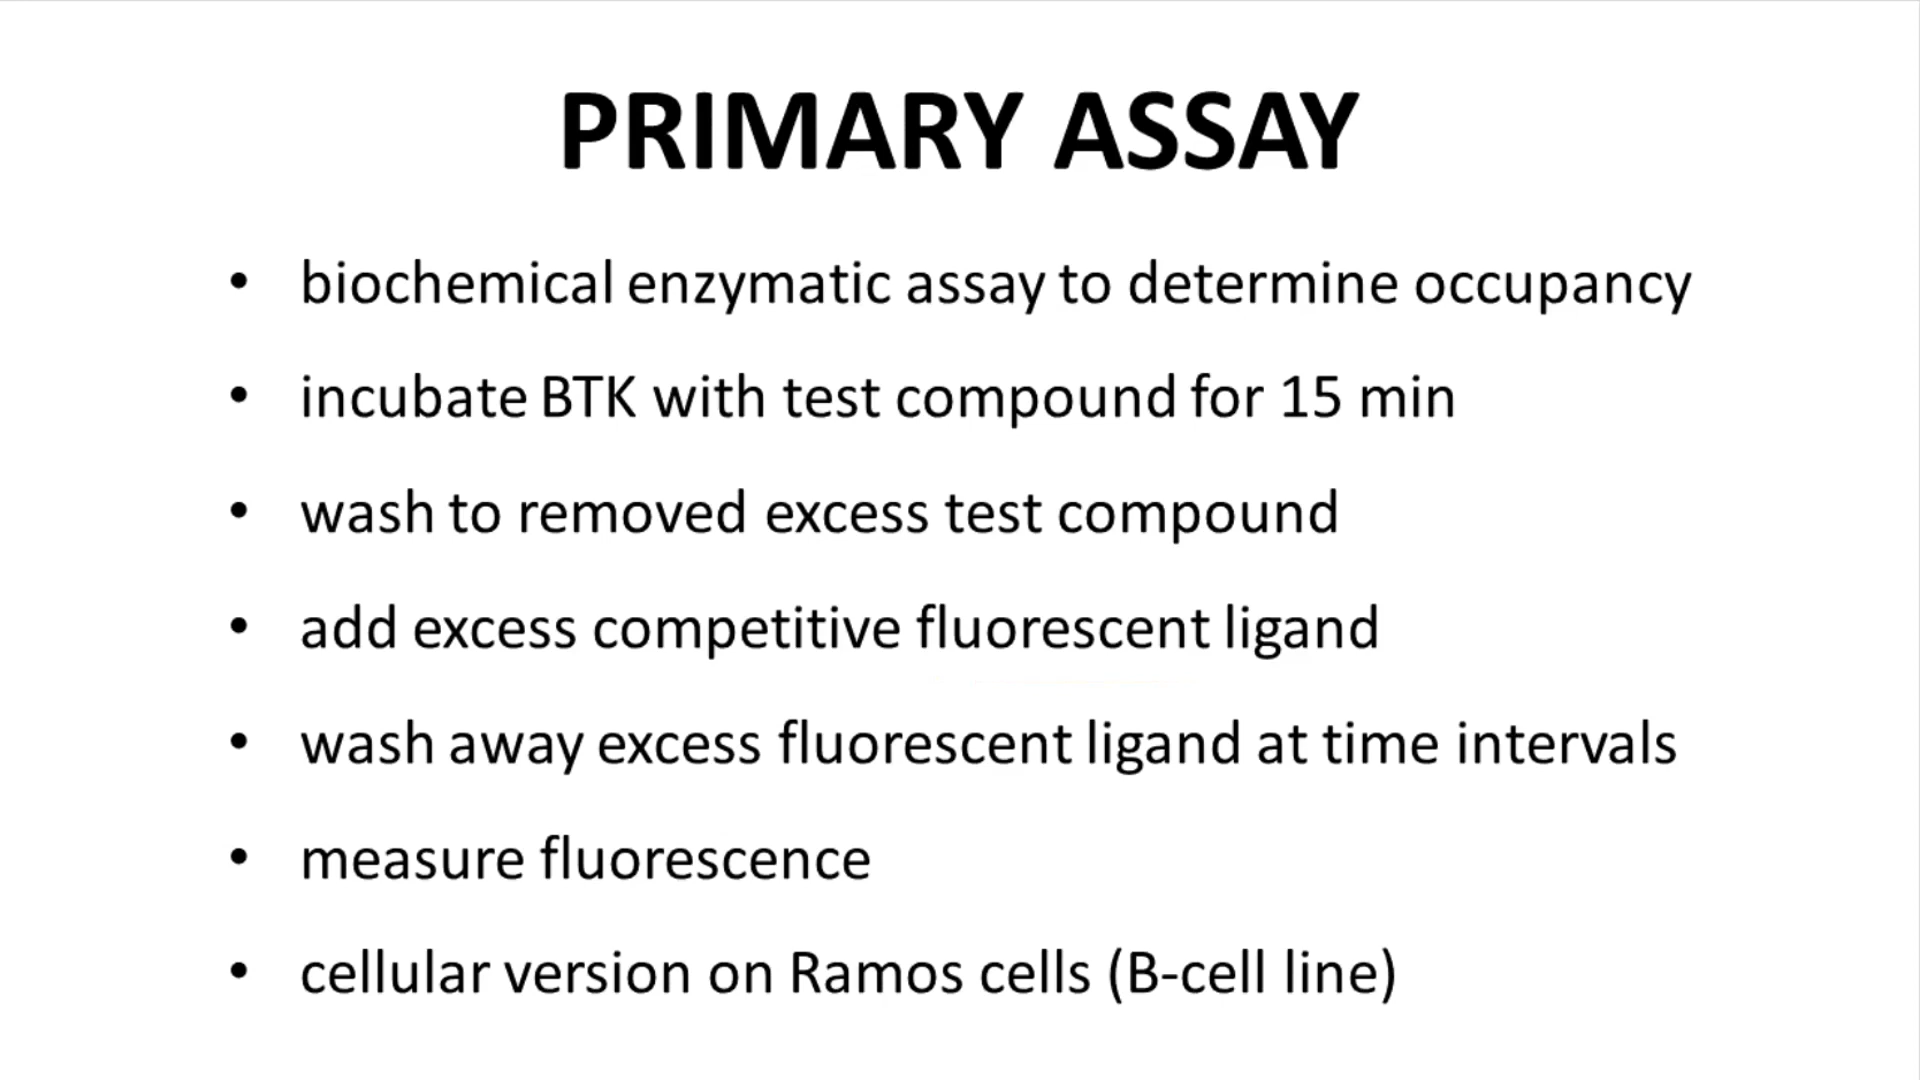 PRIMARY ASSAY
• biochemical enzymatic assay to determine occupancy
• incubate BTK with test compound for 15 min
• wash to removed excess test compound
• add excess competitive fluorescent ligand
• wash away excess fluorescent ligand at time intervals
• measure fluorescence
• cellular version on Ramos cells (B-cell line)